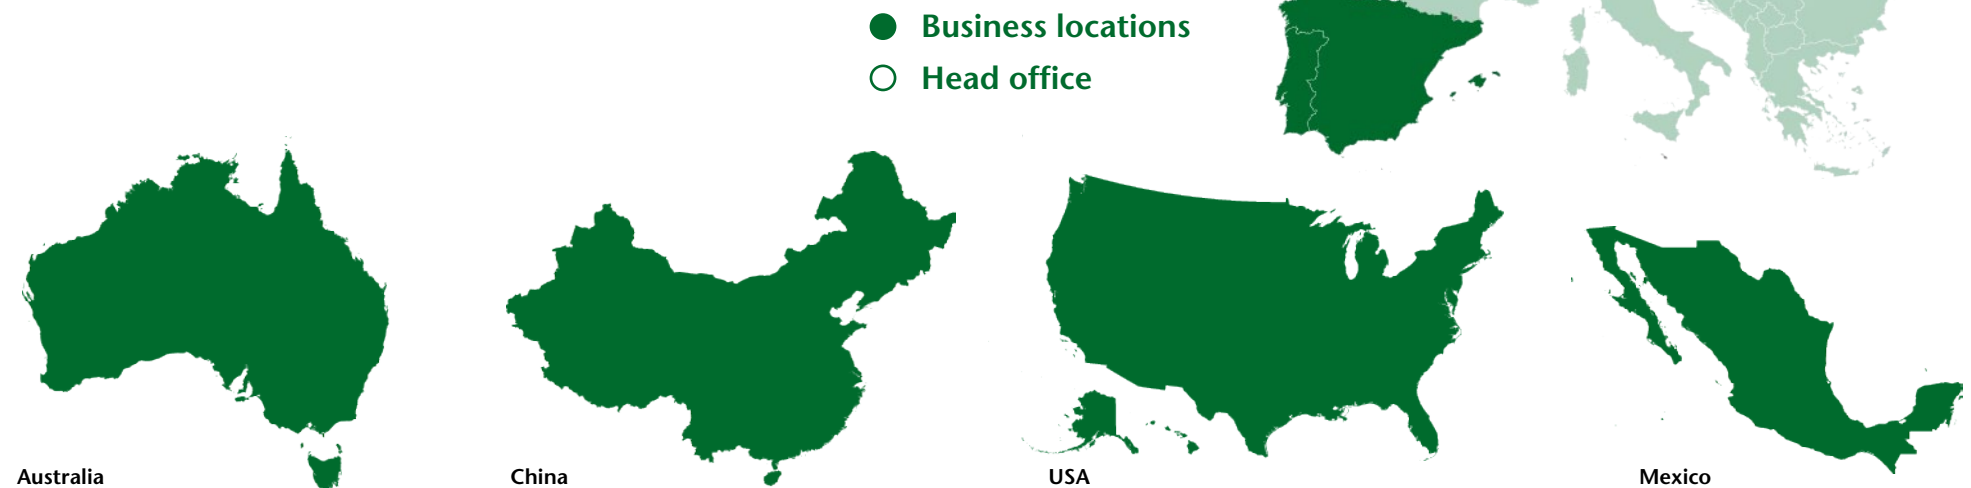 Business locations
Head office
Australia
China
USA
Mexico